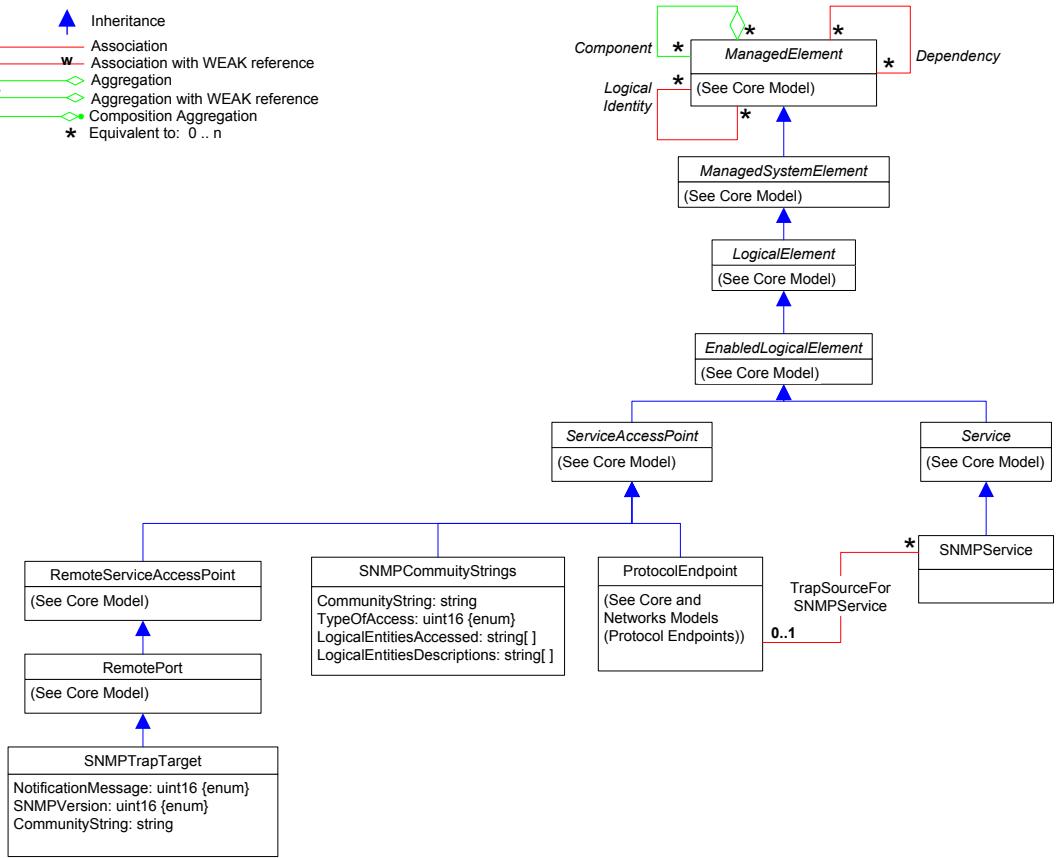 Inheritance
Association
w
Association with WEAK reference
Aggregation
Aggregation with WEAK reference
Composition Aggregation
* Equivalent to: 0 .. n
Component
*
*
ManagedElement
(See Core Model)
*
*
Dependency
Logical
Identity
*
*
ManagedSystemElement
(See Core Model)
LogicalElement
(See Core Model)
EnabledLogicalElement
(See Core Model)
ServiceAccessPoint
(See Core Model)
Service
(See Core Model)
RemoteServiceAccessPoint
(See Core Model)
SNMPCommuityStrings
CommunityString: string
TypeOfAccess: uint16 {enum}
LogicalEntitiesAccessed: string[ ]
LogicalEntitiesDescriptions: string[ ]
ProtocolEndpoint
(See Core and
Networks Models
(Protocol Endpoints))
*
TrapSourceFor
SNMPService
0..1
SNMPService
RemotePort
(See Core Model)
SNMPTrapTarget
NotificationMessage: uint16 {enum}
SNMPVersion: uint16 {enum}
CommunityString: string